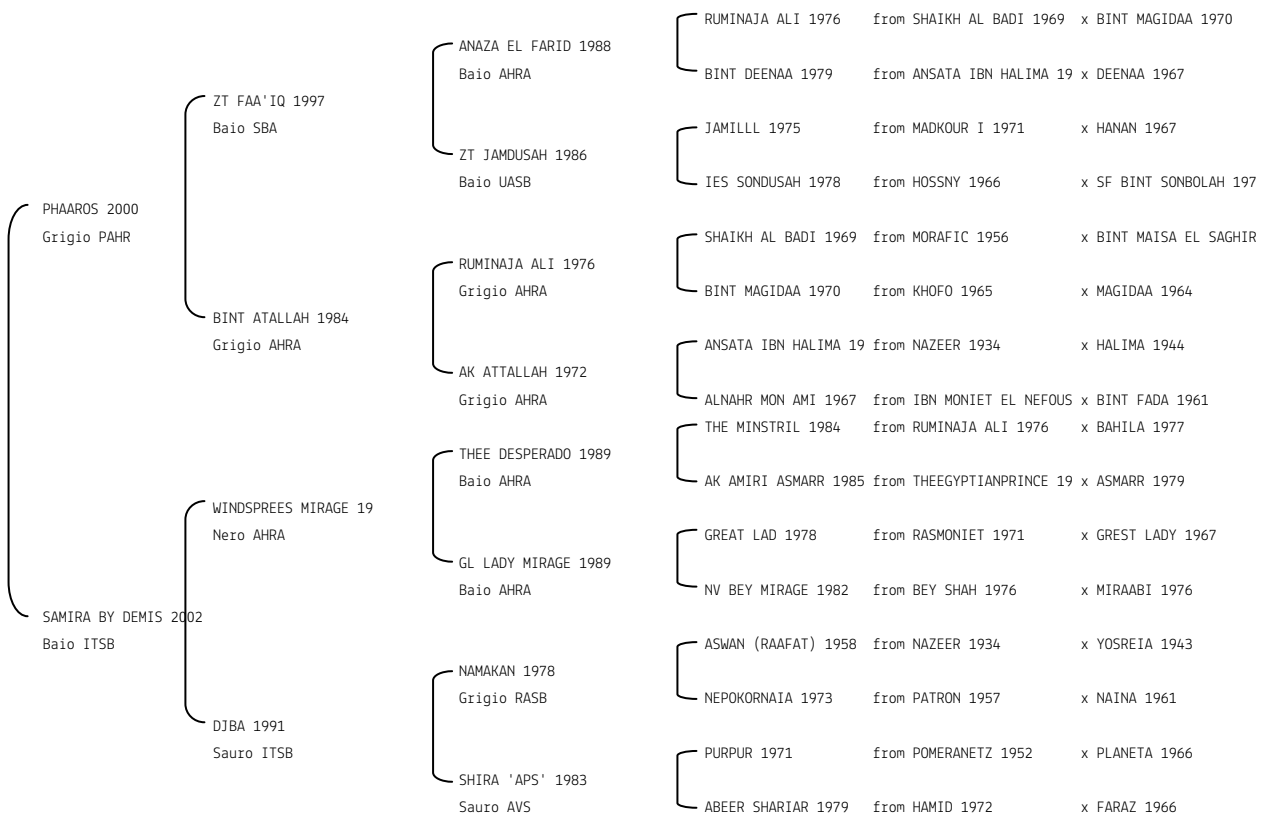 RUMINAJA ALI 1976 from SHAIKH AL BADI 1969 x BINT MAGIDAA 1970
ANAZA EL FARID 1988
Baio AHRA
BINT DEENAA 1979 from ANSATA IBN HALIMA 19 x DEENAA 1967
ZT FAA'IQ 1997
Baio SBA
JAMILLL 1975 from MADKOUR I 1971 x HANAN 1967
ZT JAMDUSAH 1986
Baio UASB
IES SONDUSAH 1978 from HOSSNY 1966 x SF BINT SONBOLAH 197
PHAAROS 2000
Grigio PAHR
SHAIKH AL BADI 1969 from MORAFIC 1956 x BINT MAISA EL SAGHIR
RUMINAJA ALI 1976
Grigio AHRA
BINT MAGIDAA 1970 from KHOFO 1965 x MAGIDAA 1964
BINT ATALLAH 1984
Grigio AHRA
ANSATA IBN HALIMA 19 from NAZEER 1934 x HALIMA 1944
AK ATTALLAH 1972
Grigio AHRA
ALNAHR MON AMI 1967 from IBN MONIET EL NEFOUS x BINT FADA 1961
THE MINSTRIL 1984 from RUMINAJA ALI 1976 x BAHILA 1977
THEE DESPERADO 1989
Baio AHRA
AK AMIRI ASMARR 1985 from THEEGYPTIANPRINCE 19 x ASMARR 1979
WINDSPREES MIRAGE 19
Nero AHRA
GREAT LAD 1978 from RASMONIET 1971 x GREST LADY 1967
GL LADY MIRAGE 1989
Baio AHRA
NV BEY MIRAGE 1982 from BEY SHAH 1976 x MIRAABI 1976
SAMIRA BY DEMIS 2002
Baio ITSB
ASWAN (RAAFAT) 1958 from NAZEER 1934 x YOSREIA 1943
NAMAKAN 1978
Grigio RASB
NEPOKORNAIA 1973 from PATRON 1957 x NAINA 1961
DJBA 1991
Sauro ITSB
PURPUR 1971 from POMERANETZ 1952 x PLANETA 1966
SHIRA 'APS' 1983
Sauro AVS
ABEER SHARIAR 1979 from HAMID 1972 x FARAZ 1966